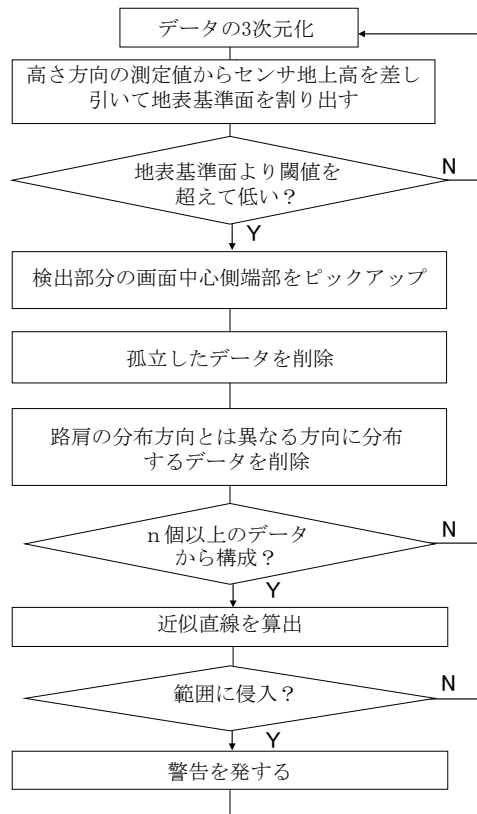 データの3次元化
高さ方向の測定値からセンサ地上高を差し
引いて地表基準面を割り出す
地表基準面より閾値を
超えて低い？
N
Y
検出部分の画面中心側端部をピックアップ
孤立したデータを削除
路肩の分布方向とは異なる方向に分布
するデータを削除
n 個以上のデータ
から構成？
N
Y
近似直線を算出
範囲に侵入？
N
Y
警告を発する